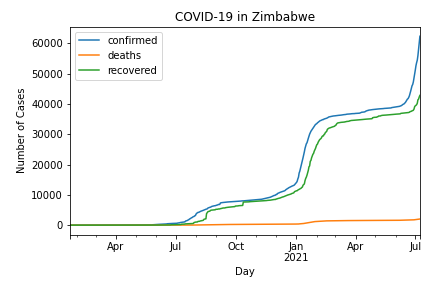 COVID-19 in Zimbabwe
confirmed
deaths
recovered
Number of Cases
60000
50000
40000
30000
20000
10000
0
Apr
Jul
Oct
Jan
2021
Apr
Jul
Day